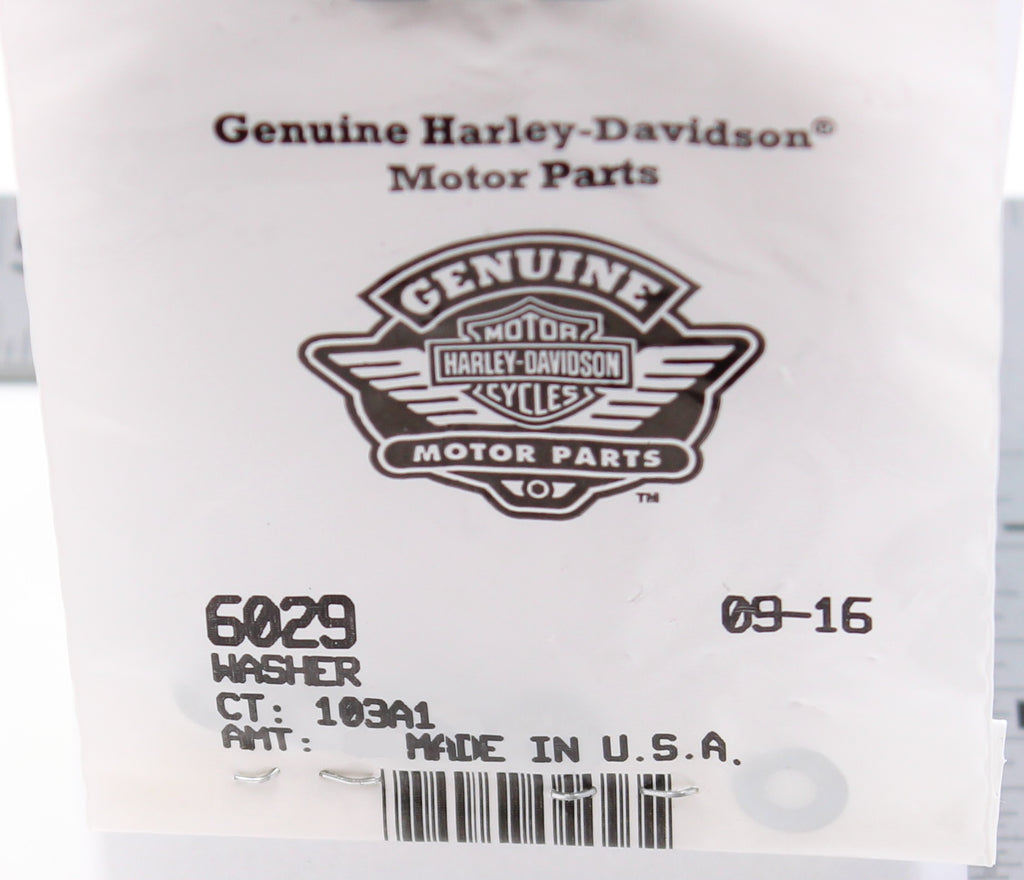 Genuine Harley-Davidson®
Motor Parts
GENUINE
MOTOR
HARLEY-DAVIDSON
CYCLES
MOTOR PARTS
TM
6029 09-16
WASHER
CT: 103A1
AMT: MADE IN U.S.A.